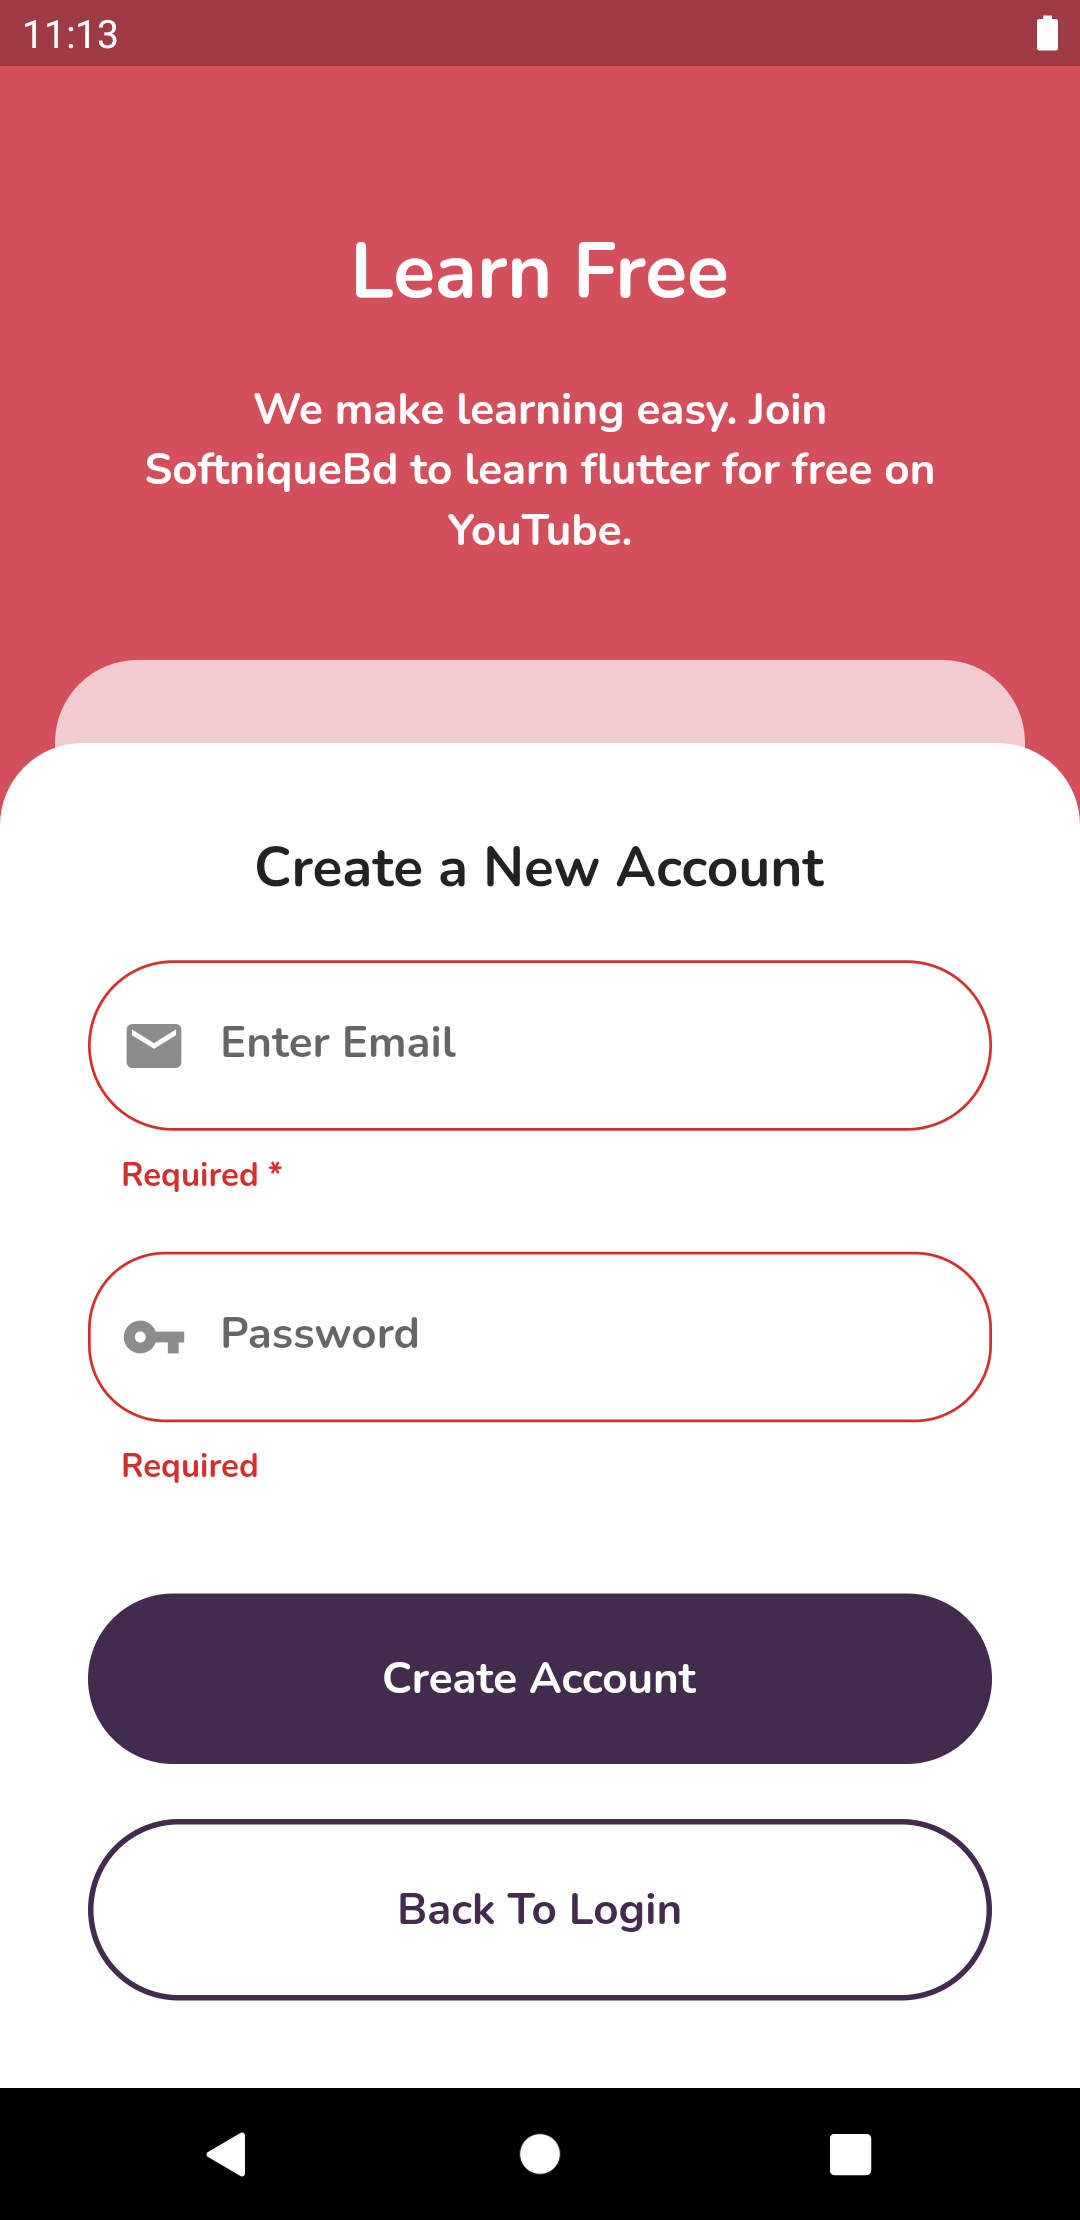 11:13
Learn Free
We make learning easy. Join
SoftniqueBd to learn flutter for free on
YouTube.
Create a New Account
Enter Email
Required *
Password
Required
Create Account
Back To Login